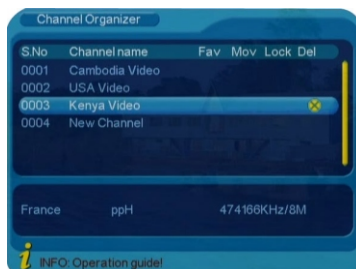 Channel Organizer
S.No Channel name Fav Mov Lock Del
0001 Cambodia Video
0002 USA Video
0003 Kenya Video
0004 New Channel
France ppH 474166KHz/8M
INFO: Operation guide!